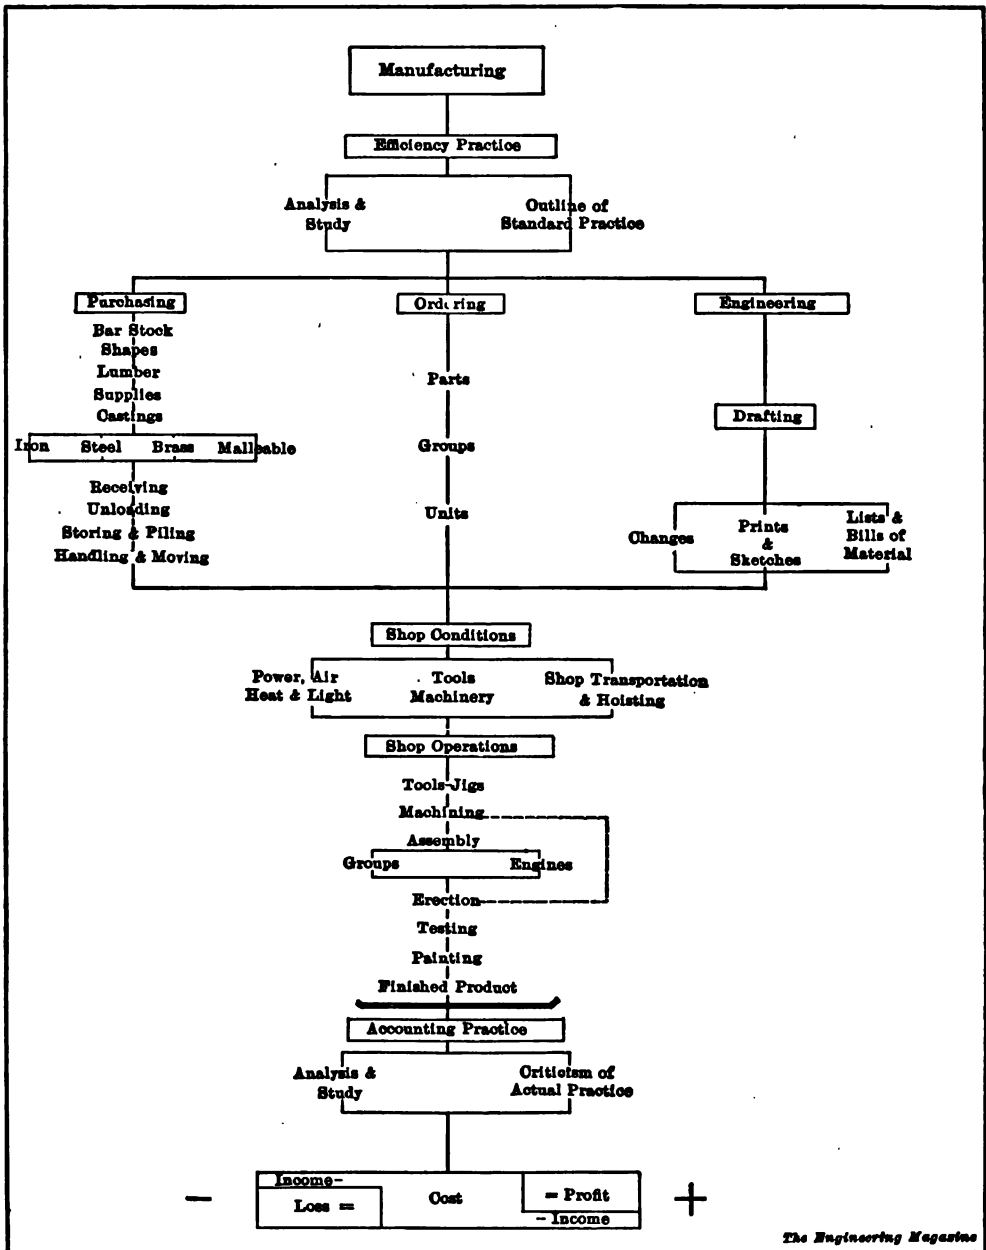 Manufacturing
Efficiency Practice
Analysis &
Study
Outline of
Standard Practice
Purchasing
Bar Stock
Shapes
Lumber
Supplies
Castings
Iron Steel Brass Malleable
Receiving
Unloading
Storing & Piling
Handling & Moving
Ordering
Parts
Groups
Units
Engineering
Drafting
Changes
Prints
&
Sketches
Lists &
Bills of
Material
Shop Conditions
Power, Air
Heat & Light
Tools
Machinery
Shop Transportation
& Hoisting
Shop Operations
Tools-Jigs
Machining
Assembly
Groups Engines
Erection
Testing
Painting
Finished Product
Accounting Practice
Analysis &
Study
Criticism of
Actual Practice
−
Income-
Loss =
Cost
= Profit
- Income
+
The Engineering Magazine